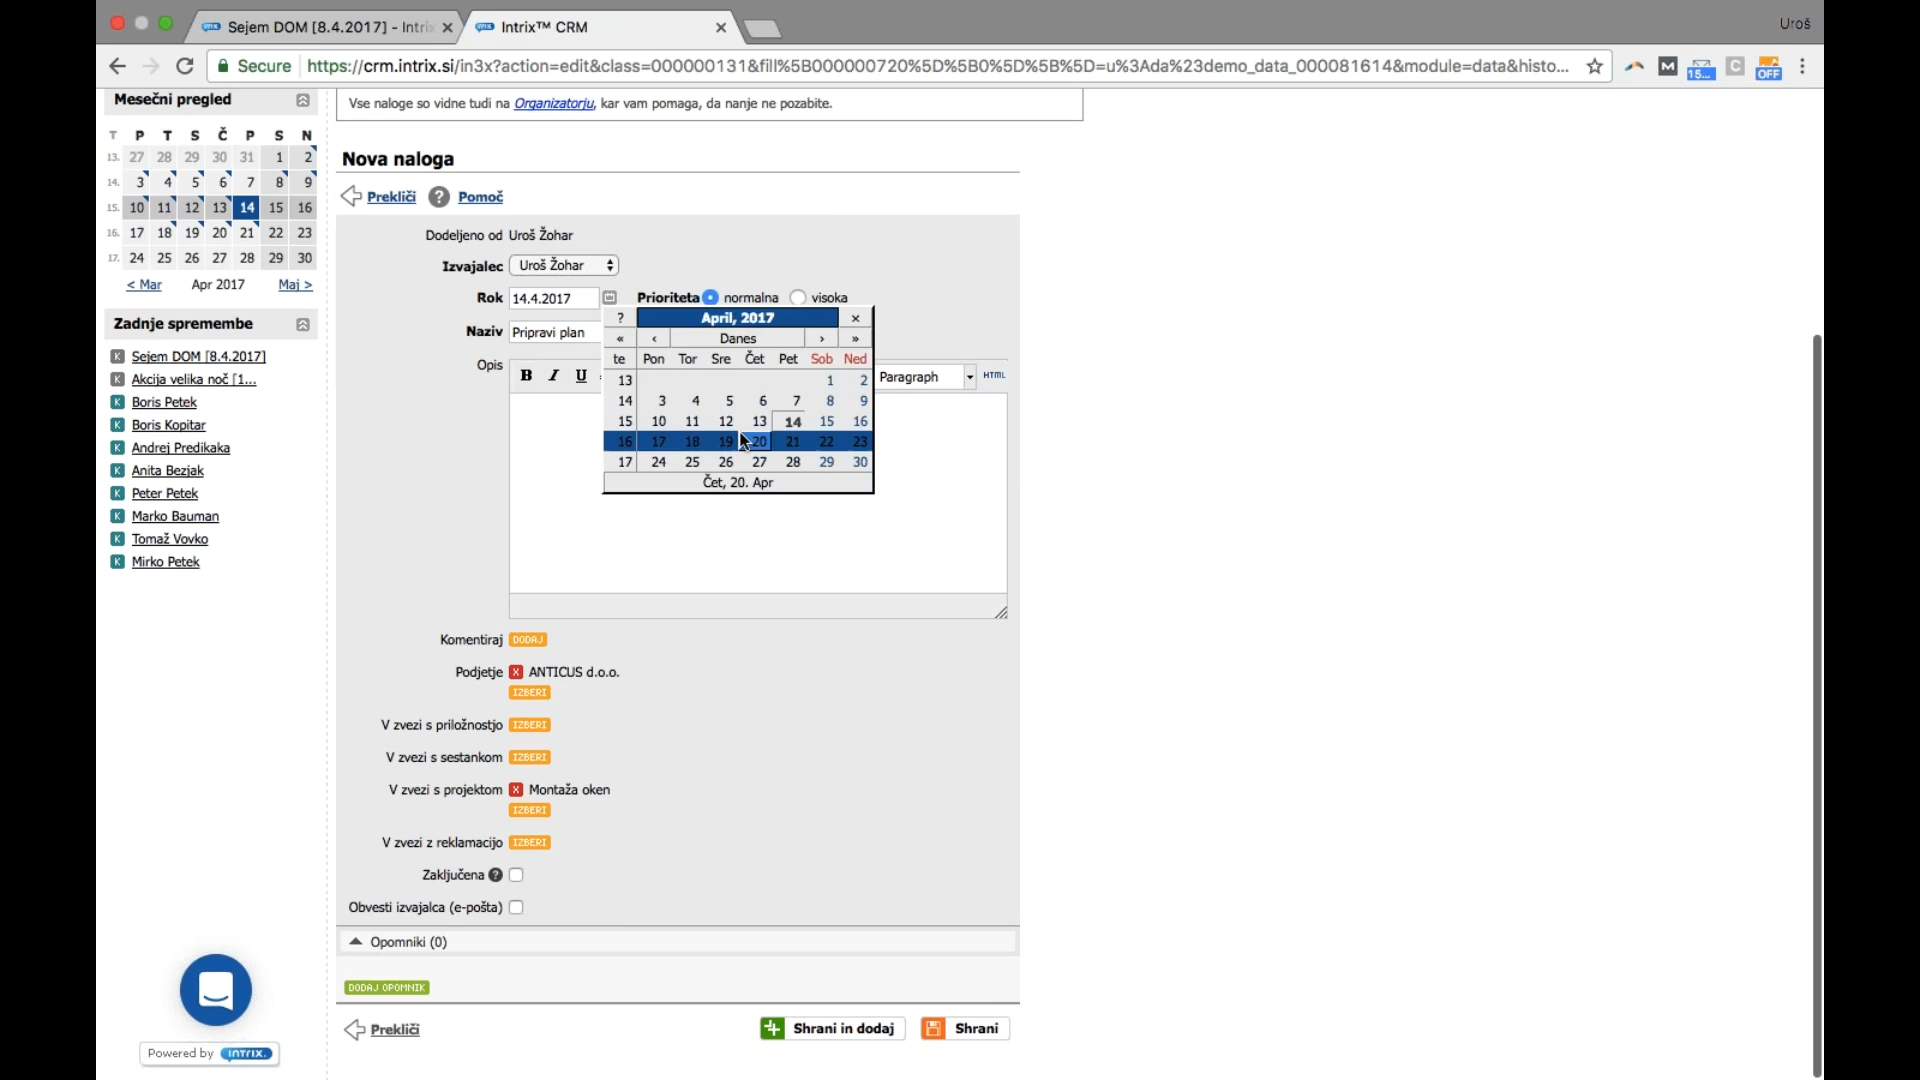 Sejem DOM [8.4.2017] - Intri
Intrix™ CRM
Uroš
Secure
https://crm.intrix.si/in3x?action=edit&class=000000131&fill%5B000000720%5D%5B0%5D%5B%5D=u%3Ada%23demo_data_000081614&module=data&histo...
M
15...
C
OFF
Mesečni pregled
T P T S Č P S N
13. 27 28 29 30 31 1 2
14. 3 4 5 6 7 8 9
15. 10 11 12 13 14 15 16
16. 17 18 19 20 21 22 23
17. 24 25 26 27 28 29 30
< Mar Apr 2017 Maj >
Zadnje spremembe
K Sejem DOM [8.4.2017]
K Akcija velika noč [1...
K Boris Petek
K Boris Kopitar
K Andrej Predikaka
K Anita Bezjak
K Peter Petek
K Marko Bauman
K Tomaž Vovko
K Mirko Petek
Powered by INTRIX.
Vse naloge so vidne tudi na Organizatorju, kar vam pomaga, da nanje ne pozabite.
Nova naloga
Prekliči ? Pomoč
Dodeljeno od Uroš Žohar
Izvajalec Uroš Žohar
Rok 14.4.2017 Prioriteta normalna visoka
Naziv Pripravi plan
Opis
B I U Paragraph HTML
? April, 2017 ×
« ‹ Danes › »
te Pon Tor Sre Čet Pet Sob Ned
13 1 2
14 3 4 5 6 7 8 9
15 10 11 12 13 14 15 16
16 17 18 19 20 21 22 23
17 24 25 26 27 28 29 30
Čet, 20. Apr
Komentiraj DODAJ
Podjetje X ANTICUS d.o.o.
IZBERI
V zvezi s priložnostjo IZBERI
V zvezi s sestankom IZBERI
V zvezi s projektom X Montaža oken
IZBERI
V zvezi z reklamacijo IZBERI
Zaključena ?
Obvesti izvajalca (e-pošta)
Opomniki (0)
DODAJ OPOMNIK
Prekliči Shrani in dodaj Shrani